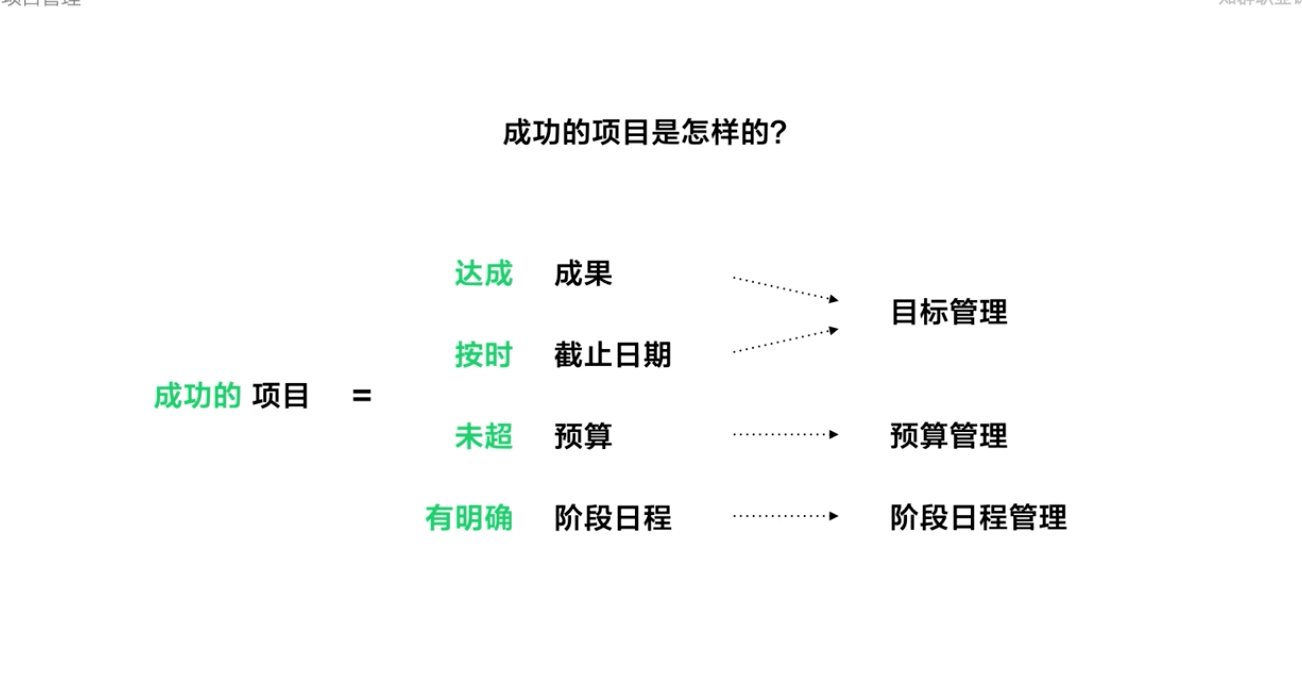 项目管理
成功的项目是怎样的?
达成 成果
目标管理
按时 截止日期
成功的 项目 =
未超 预算 预算管理
有明确 阶段日程 阶段日程管理